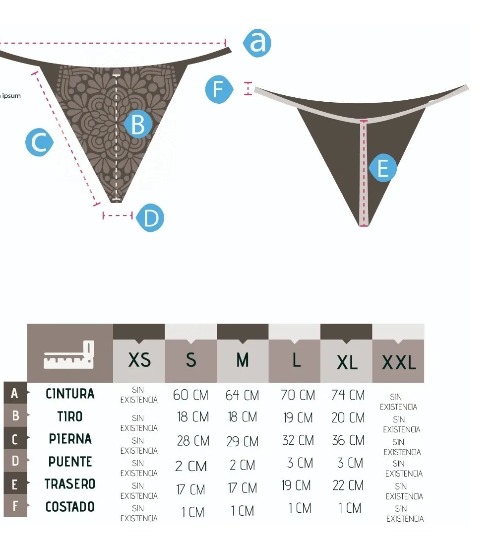 a
F
ipsum
B
C
E
D
XS S M L XL XXL
A CINTURA SIN EXISTENCIA 60 CM 64 CM 70 CM 74 CM SIN EXISTENCIA
B TIRO SIN EXISTENCIA 18 CM 18 CM 19 CM 20 CM SIN EXISTENCIA
C PIERNA SIN EXISTENCIA 28 CM 29 CM 32 CM 36 CM SIN EXISTENCIA
D PUENTE SIN EXISTENCIA 2 CM 2 CM 3 CM 3 CM SIN EXISTENCIA
E TRASERO SIN EXISTENCIA 17 CM 17 CM 19 CM 22 CM SIN EXISTENCIA
F COSTADO SIN EXISTENCIA 1 CM 1 CM 1 CM 1 CM SIN EXISTENCIA